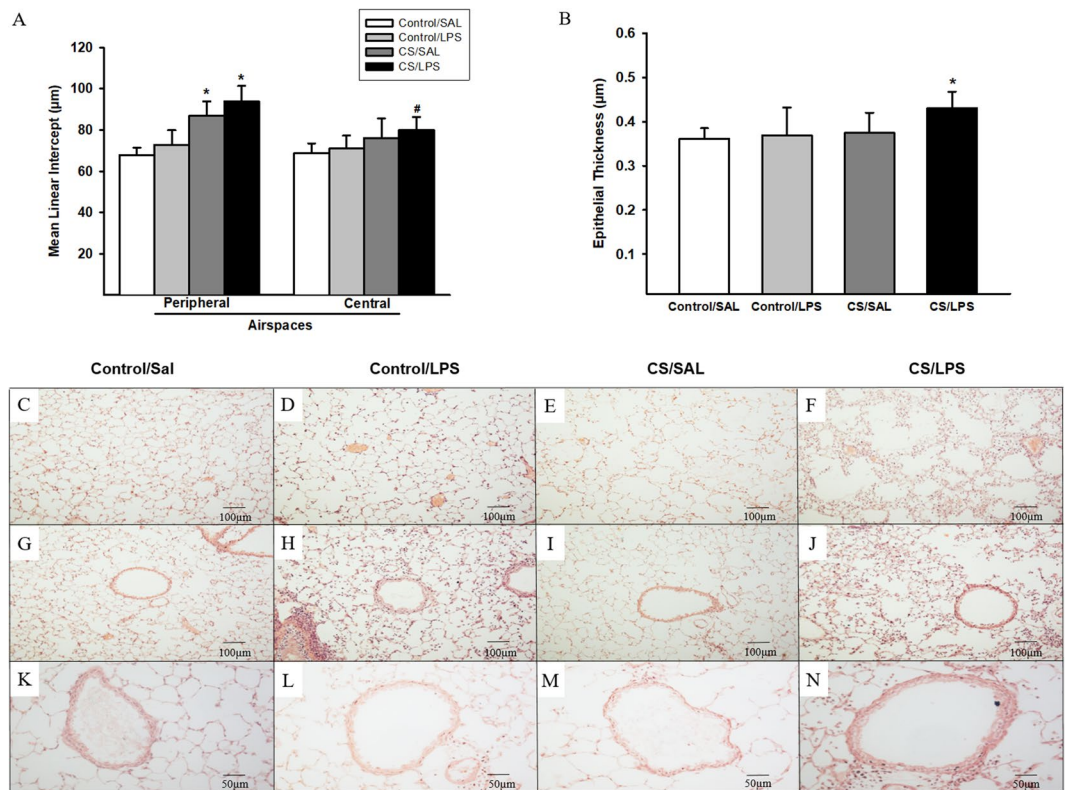 A
Control/SAL
Control/LPS
CS/SAL
CS/LPS
Mean Linear Intercept (µm)
120
100
80
60
40
20
*
*
#
Peripheral
Central
Airspaces
B
Epithelial Thickness (µm)
0.6
0.5
0.4
0.3
0.2
0.1
*
Control/SAL
Control/LPS
CS/SAL
CS/LPS
Control/Sal
Control/LPS
CS/SAL
CS/LPS
C
100µm
D
100µm
E
100µm
F
100µm
G
100µm
H
100µm
I
100µm
J
100µm
K
50µm
L
50µm
M
50µm
N
50µm